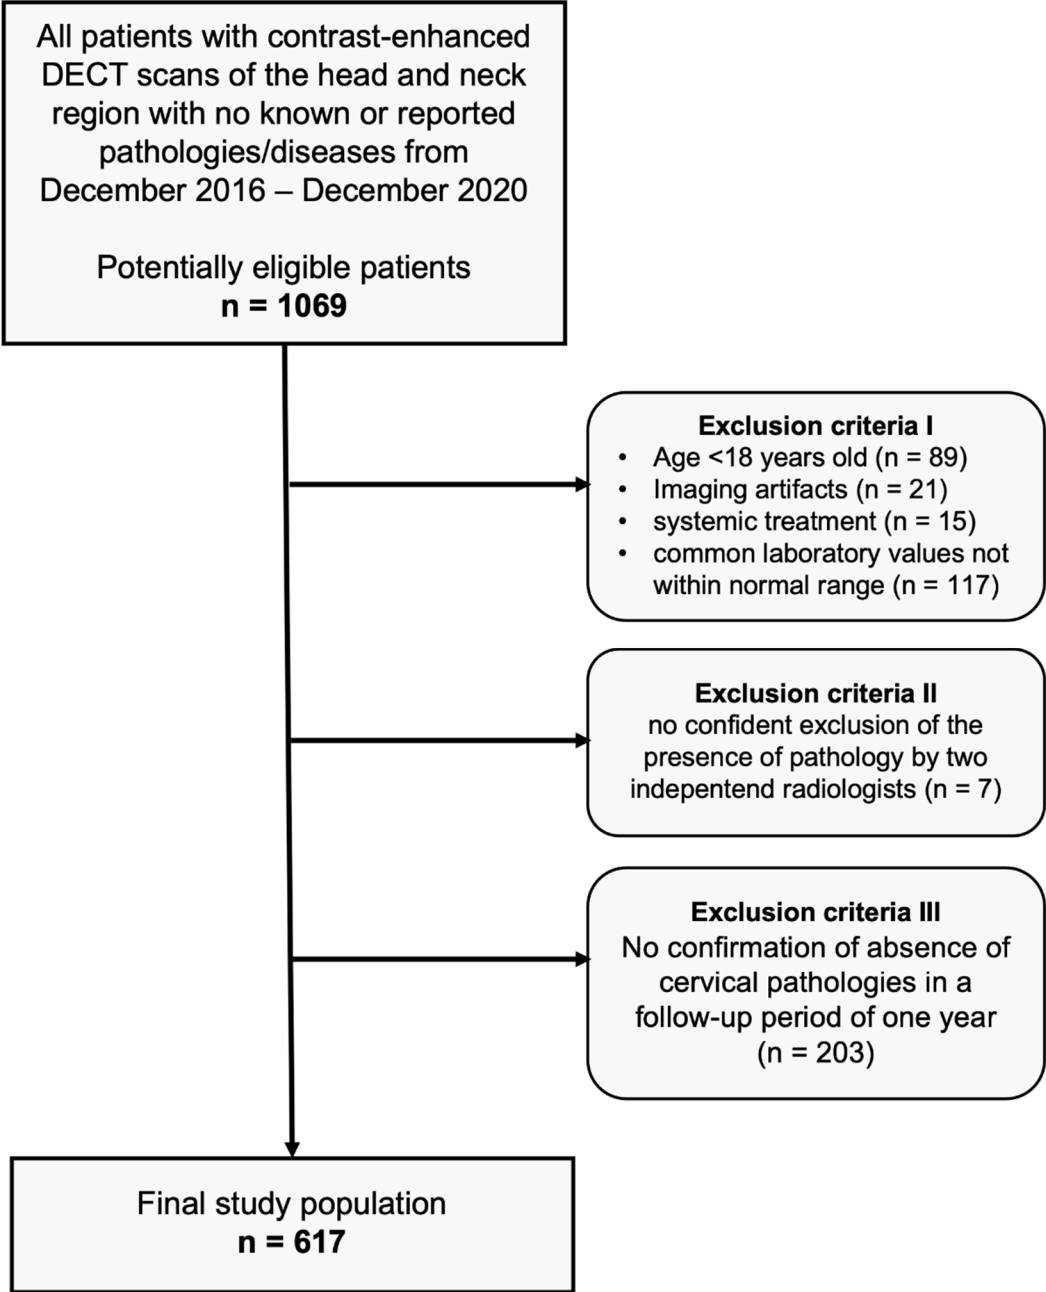 All patients with contrast-enhanced
DECT scans of the head and neck
region with no known or reported
pathologies/diseases from
December 2016 – December 2020
Potentially eligible patients
n = 1069
Exclusion criteria I
• Age <18 years old (n = 89)
• Imaging artifacts (n = 21)
• systemic treatment (n = 15)
• common laboratory values not
within normal range (n = 117)
Exclusion criteria II
no confident exclusion of the
presence of pathology by two
indepentend radiologists (n = 7)
Exclusion criteria III
No confirmation of absence of
cervical pathologies in a
follow-up period of one year
(n = 203)
Final study population
n = 617